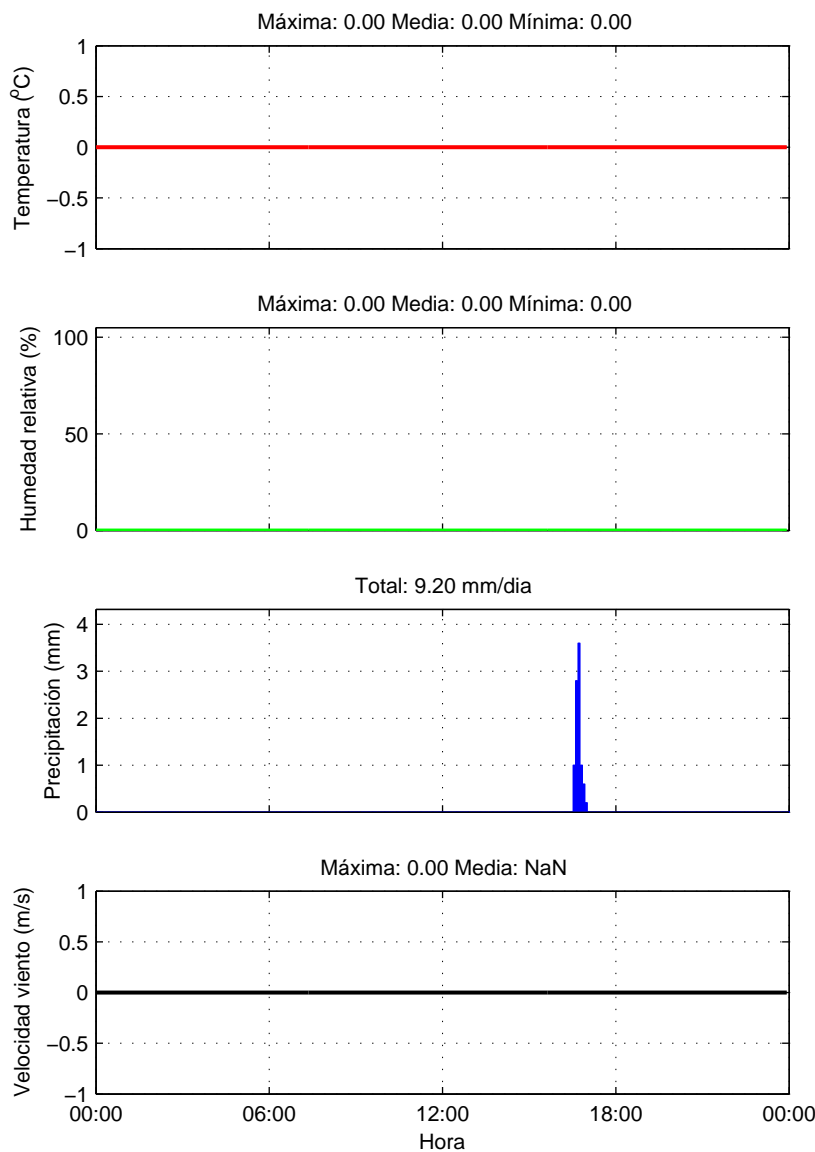 Máxima: 0.00 Media: 0.00 Mínima: 0.00
Temperatura (ºC)
1
0.5
0
−0.5
−1
Máxima: 0.00 Media: 0.00 Mínima: 0.00
Humedad relativa (%)
100
50
0
Total: 9.20 mm/dia
Precipitación (mm)
4
3
2
1
0
Máxima: 0.00 Media: NaN
Velocidad viento (m/s)
1
0.5
0
−0.5
−1
00:00 06:00 12:00 18:00 00:00
Hora